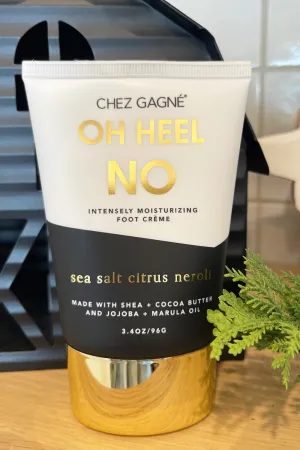 CHEZ GAGNÉ®
OH HEEL
NO
INTENSELY MOISTURIZING
FOOT CRÈME
sea salt citrus neroli
MADE WITH SHEA + COCOA BUTTER
AND JOJOBA + MARULA OIL
3.4OZ/96G